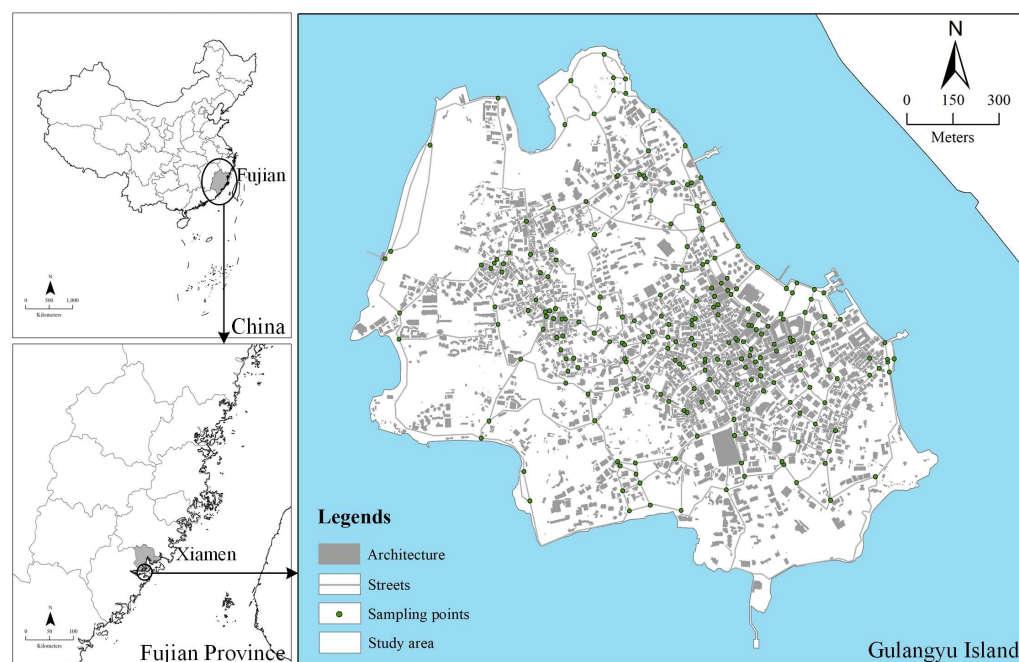 Fujian
N
0 500 1,000
Kilometers
China
Xiamen
N
0 50 100
Kilometers
Fujian Province
N
0 150 300
Meters
Legends
Architecture
Streets
Sampling points
Study area
Gulangyu Island